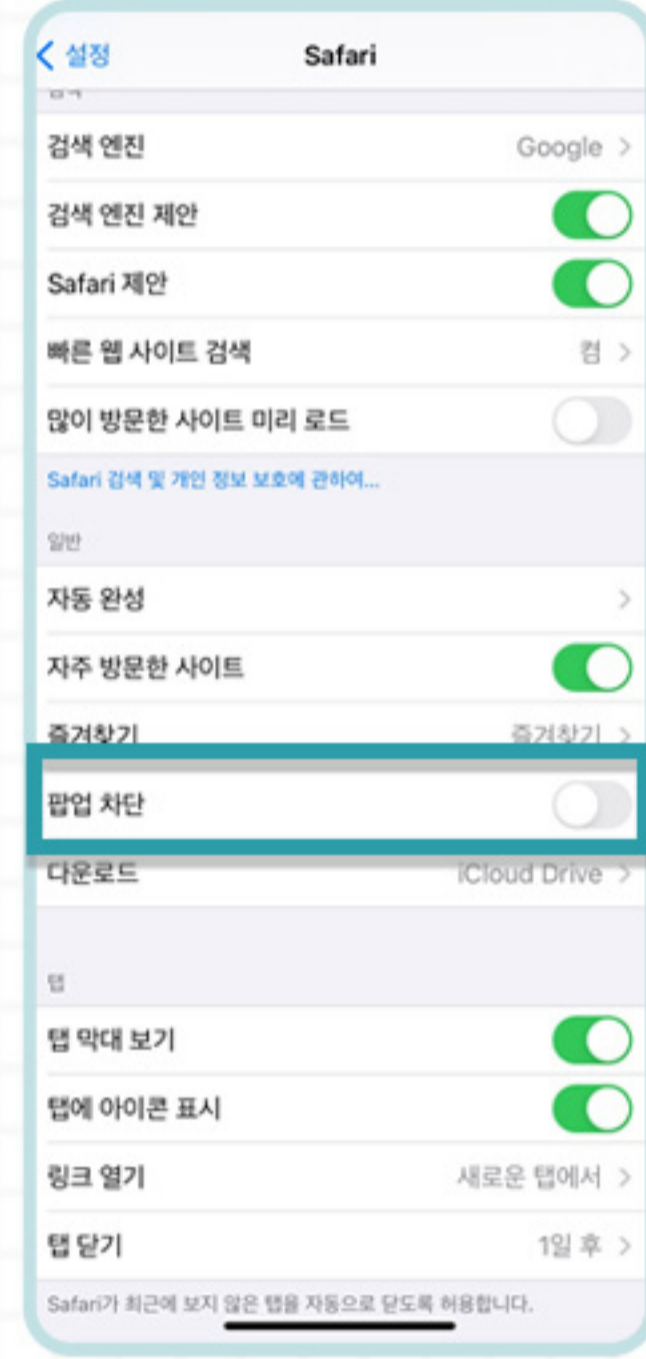 설정 Safari
검색 엔진 Google
검색 엔진 제안
Safari 제안
빠른 웹 사이트 검색 켬
많이 방문한 사이트 미리 로드
Safari 검색 및 개인 정보 보호에 관하여...
일반
자동 완성
자주 방문한 사이트
즐겨찾기 즐겨찾기
팝업 차단
다운로드 iCloud Drive
탭
탭 막대 보기
탭에 아이콘 표시
링크 열기 새로운 탭에서
탭 닫기 1일 후
Safari가 최근에 보지 않은 탭을 자동으로 닫도록 허용합니다.